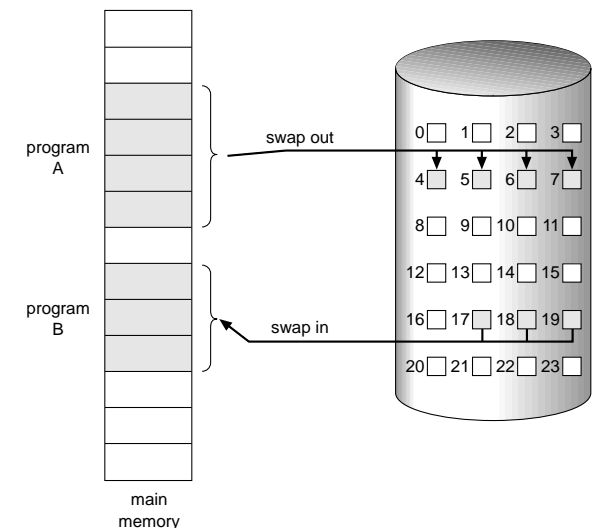 swap out
0 1 2 3
program
A
4 5 6 7
8 9 10 11
12 13 14 15
program
B
16 17 18 19
swap in
20 21 22 23
main
memory